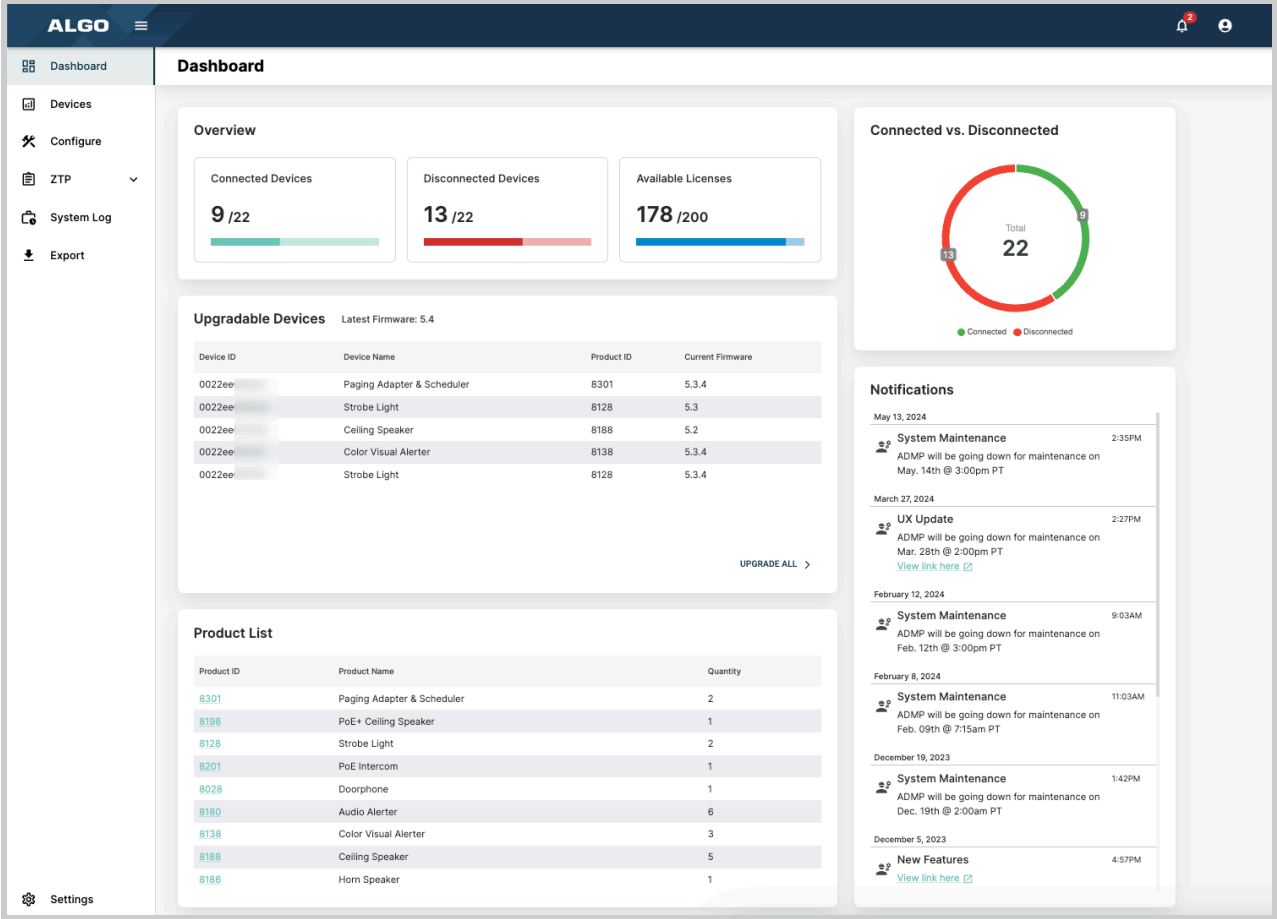 ALGO
2
Dashboard
Devices
Configure
ZTP
System Log
Export
Settings
Dashboard
Overview
Connected Devices
9 /22
Disconnected Devices
13 /22
Available Licenses
178 /200
Upgradable Devices Latest Firmware: 5.4
Device ID Device Name Product ID Current Firmware
0022ee Paging Adapter & Scheduler 8301 5.3.4
0022ee Strobe Light 8128 5.3
0022ee Ceiling Speaker 8188 5.2
0022ee Color Visual Alerter 8138 5.3.4
0022ee Strobe Light 8128 5.3.4
UPGRADE ALL
Product List
Product ID Product Name Quantity
8301 Paging Adapter & Scheduler 2
8198 PoE+ Ceiling Speaker 1
8128 Strobe Light 2
8201 PoE Intercom 1
8028 Doorphone 1
8180 Audio Alerter 6
8138 Color Visual Alerter 3
8188 Ceiling Speaker 5
8186 Horn Speaker 1
Connected vs. Disconnected
9
Total
22
13
Connected Disconnected
Notifications
May 13, 2024
System Maintenance 2:35PM
ADMP will be going down for maintenance on
May. 14th @ 3:00pm PT
March 27, 2024
UX Update 2:27PM
ADMP will be going down for maintenance on
Mar. 28th @ 2:00pm PT
View link here
February 12, 2024
System Maintenance 9:03AM
ADMP will be going down for maintenance on
Feb. 12th @ 3:00pm PT
February 8, 2024
System Maintenance 11:03AM
ADMP will be going down for maintenance on
Feb. 09th @ 7:15am PT
December 19, 2023
System Maintenance 1:42PM
ADMP will be going down for maintenance on
Dec. 19th @ 2:00am PT
December 5, 2023
New Features 4:57PM
View link here